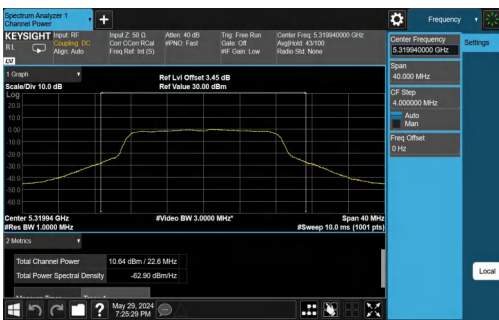 Spectrum Analyzer 1
Channel Power
Frequency
KEYSIGHT
R L
Input: RF
Coupling: DC
Align: Auto
Input Z: 50 Ω
Corr CCorr RCal
Freq Ref: Int (S)
Atten: 40 dB
#PNO: Fast
Trig: Free Run
Gate: Off
#IF Gain: Low
Center Freq: 5.319940000 GHz
Avg|Hold: 43/100
Radio Std: None
Center Frequency
5.319940000 GHz
Settings
Span
40.000 MHz
CF Step
4.000000 MHz
Auto
Man
Freq Offset
0 Hz
Local
1 Graph
Scale/Div 10.0 dB
Ref Lvl Offset 3.45 dB
Ref Value 30.00 dBm
Log
20.0
10.0
0.00
-10.0
-20.0
-30.0
-40.0
-50.0
-60.0
Center 5.31994 GHz
#Res BW 1.0000 MHz
#Video BW 3.0000 MHz*
Span 40 MHz
#Sweep 10.0 ms (1001 pts)
2 Metrics
Total Channel Power 10.64 dBm / 22.6 MHz
Total Power Spectral Density -62.90 dBm/Hz
?
May 29, 2024
7:25:29 PM